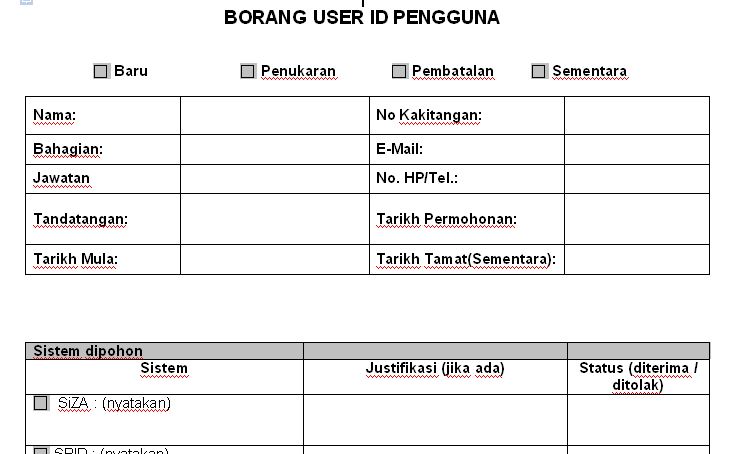 BORANG USER ID PENGGUNA
Baru Penukaran Pembatalan Sementara
Nama: No Kakitangan:
Bahagian: E-Mail:
Jawatan No. HP/Tel.:
Tandatangan: Tarikh Permohonan:
Tarikh Mula: Tarikh Tamat(Sementara):
Sistem dipohon
Sistem Justifikasi (jika ada) Status (diterima /
ditolak)
SiZA : (nyatakan)
SPID : (nyatakan)